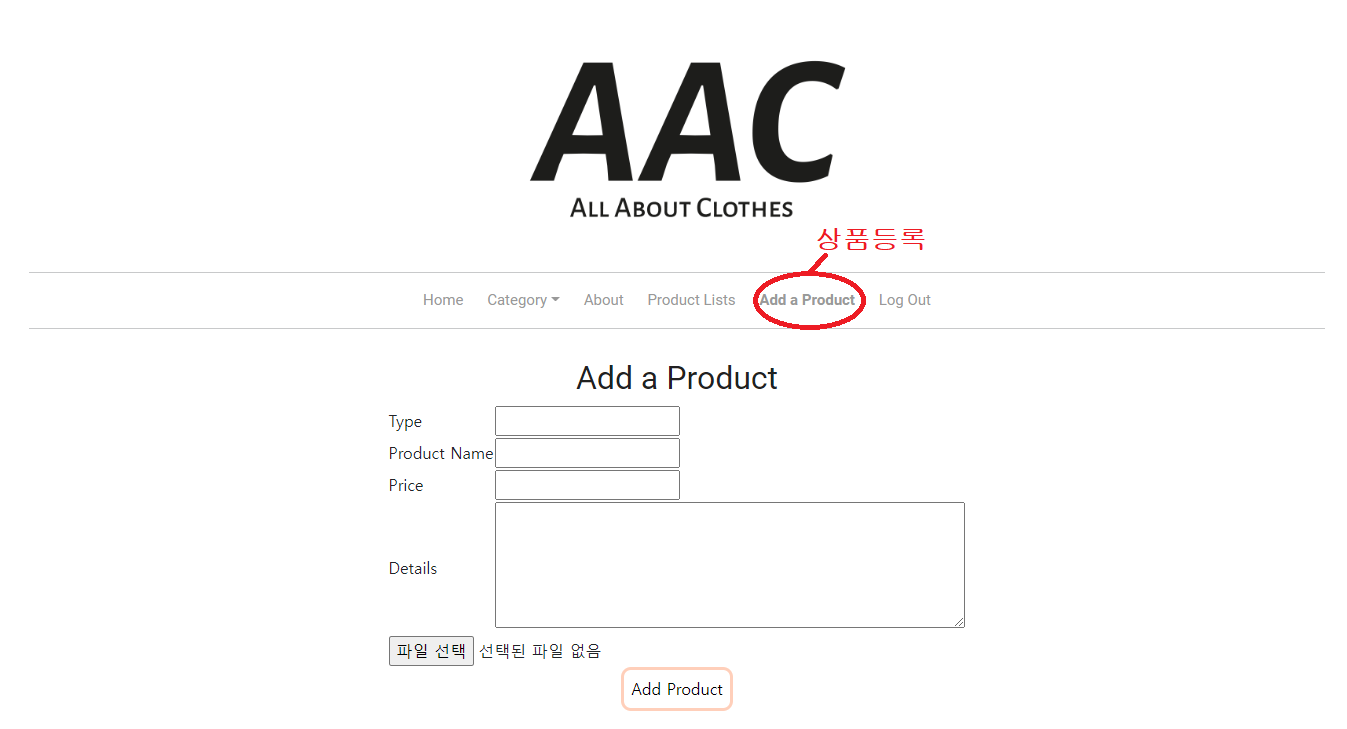 AAC
ALL ABOUT CLOTHES
상품등록
Home Category About Product Lists Add a Product Log Out
Add a Product
Type
Product Name
Price
Details
파일 선택 선택된 파일 없음
Add Product